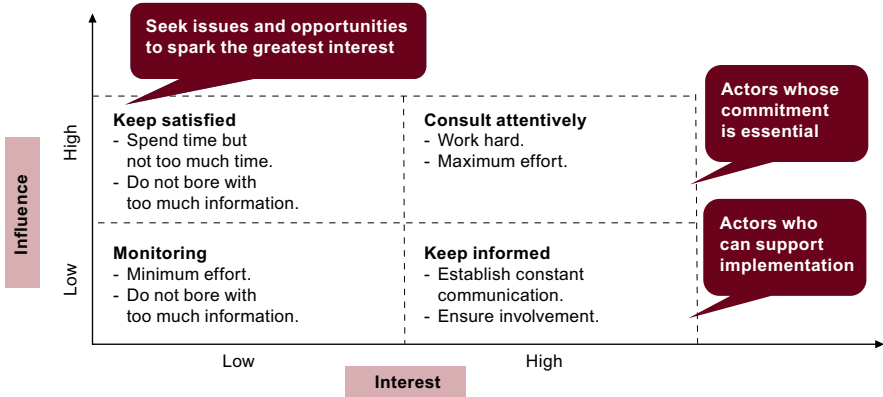 Seek issues and opportunities
to spark the greatest interest
Actors whose
commitment
is essential
Influence
High
Keep satisfied
- Spend time but
not too much time.
- Do not bore with
too much information.
Consult attentively
- Work hard.
- Maximum effort.
Actors who
can support
implementation
Low
Monitoring
- Minimum effort.
- Do not bore with
too much information.
Keep informed
- Establish constant
communication.
- Ensure involvement.
Low
High
Interest